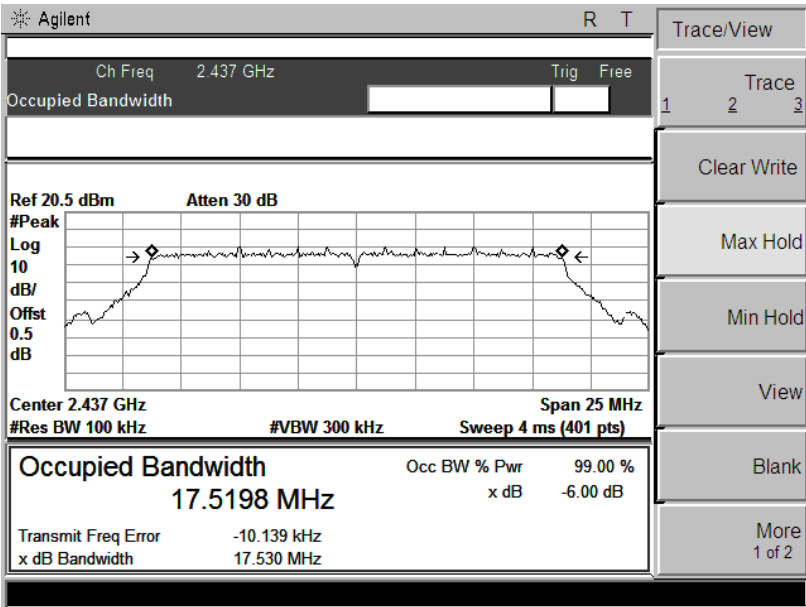 Agilent R T
Trace/View
Ch Freq 2.437 GHz Trig Free
Occupied Bandwidth
Trace
1 2 3
Clear Write
Ref 20.5 dBm Atten 30 dB
#Peak
Log
10
dB/
Offst
0.5
dB
Max Hold
Min Hold
View
Center 2.437 GHz Span 25 MHz
#Res BW 100 kHz #VBW 300 kHz Sweep 4 ms (401 pts)
Occupied Bandwidth Occ BW % Pwr 99.00 %
17.5198 MHz x dB -6.00 dB
Transmit Freq Error -10.139 kHz
x dB Bandwidth 17.530 MHz
Blank
More
1 of 2